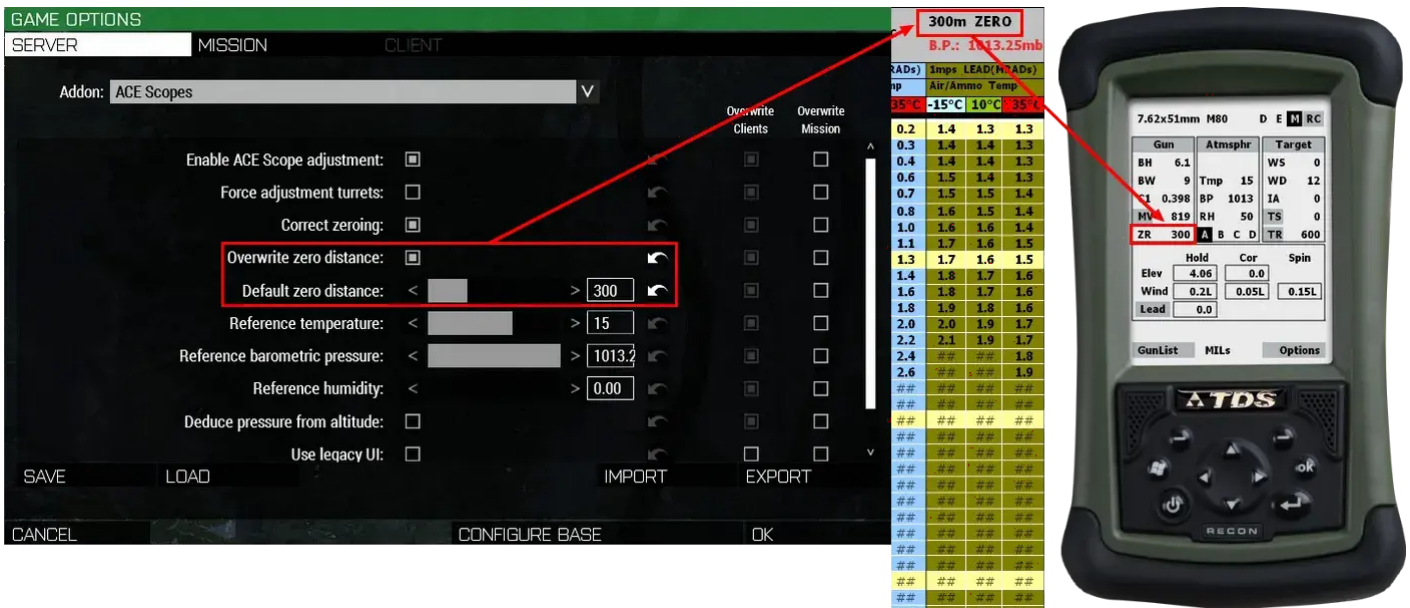 GAME OPTIONS
SERVER MISSION CLIENT
Addon: ACE Scopes V
Overwrite Clients Overwrite Mission
Enable ACE Scope adjustment:
Force adjustment turrets:
Correct zeroing:
Overwrite zero distance:
Default zero distance: < > 300
Reference temperature: < > 15
Reference barometric pressure: < > 1013.2
Reference humidity: < > 0.00
Deduce pressure from altitude:
Use legacy UI:
SAVE LOAD IMPORT EXPORT
CANCEL CONFIGURE BASE OK
300m ZERO
B.P.: 1013.25mb
RADs) 1mps LEAD(MRADs)
mp Air/Ammo Temp
35°C -15°C 10°C 35°C
0.2 1.4 1.3 1.3
0.3 1.4 1.4 1.3
0.4 1.4 1.4 1.3
0.6 1.5 1.4 1.3
0.7 1.5 1.5 1.4
0.8 1.6 1.5 1.4
1.0 1.6 1.6 1.4
1.1 1.7 1.6 1.5
1.3 1.7 1.6 1.5
1.4 1.8 1.7 1.6
1.6 1.8 1.7 1.6
1.8 1.9 1.8 1.6
2.0 2.0 1.9 1.7
2.2 2.1 1.9 1.7
2.4 ## ## 1.8
2.6 ## ## 1.9
## ## ## ##
## ## ## ##
## ## ## ##
## ## ## ##
## ## ## ##
## ## ## ##
## ## ## ##
## ## ## ##
## ## ## ##
## ## ## ##
## ## ## ##
## ## ## ##
## ## ## ##
## ## ## ##
7.62x51mm M80 D E M RC
Gun Atmsphr Target
BH 6.1 WS 0
BW 9 Tmp 15 WD 12
C1 0.398 BP 1013 IA 0
MV 819 RH 50 TS 0
ZR 300 A B C D TR 600
Hold Cor Spin
Elev 4.06 0.0
Wind 0.2L 0.05L 0.15L
Lead 0.0
GunList MILs Options
TDS
ok
RECON